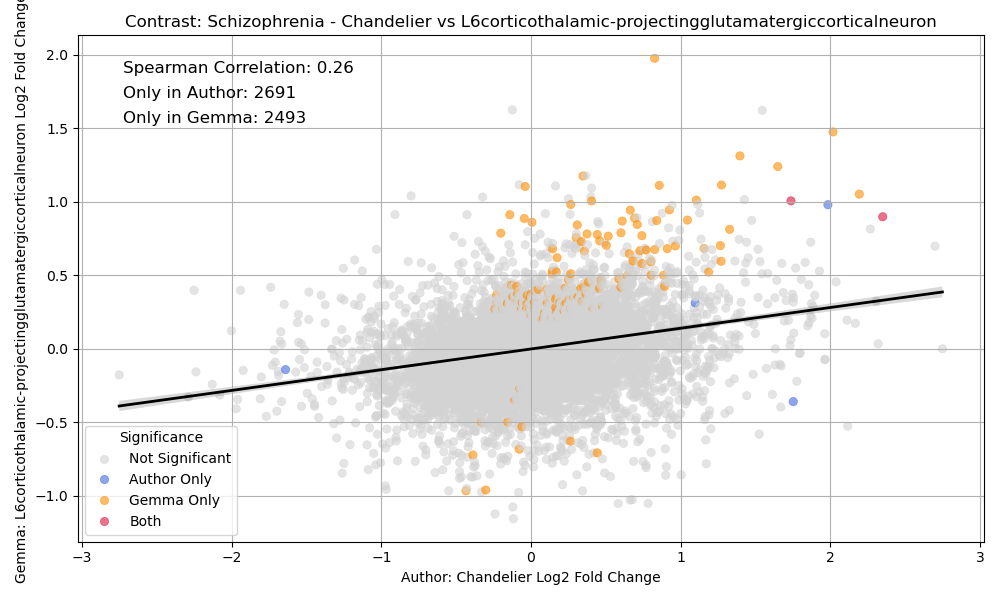 Contrast: Schizophrenia - Chandelier vs L6corticothalamic-projectingglutamatergiccorticalneuron
Gemma: L6corticothalamic-projectingglutamatergiccorticalneuron Log2 Fold Change
2.0
1.5
1.0
0.5
0.0
−0.5
−1.0
Spearman Correlation: 0.26
Only in Author: 2691
Only in Gemma: 2493
Significance
Not Significant
Author Only
Gemma Only
Both
−3
−2
−1
0
1
2
3
Author: Chandelier Log2 Fold Change